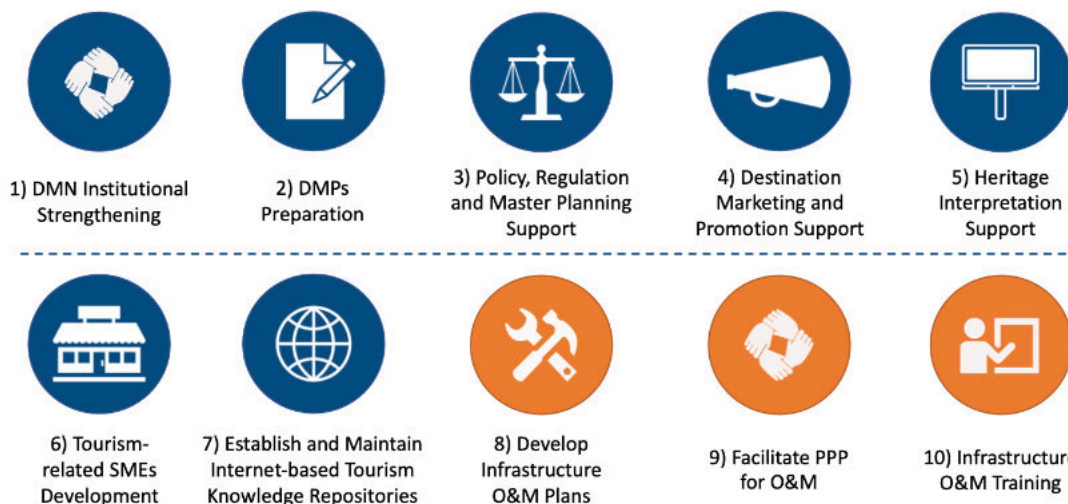 1) DMN Institutional
Strengthening
2) DMPs
Preparation
3) Policy, Regulation
and Master Planning
Support
4) Destination
Marketing and
Promotion Support
5) Heritage
Interpretation
Support
6) Tourism-
related SMEs
Development
7) Establish and Maintain
Internet-based Tourism
Knowledge Repositories
8) Develop
Infrastructure
O&M Plans
9) Facilitate PPP
for O&M
10) Infrastructure
O&M Training